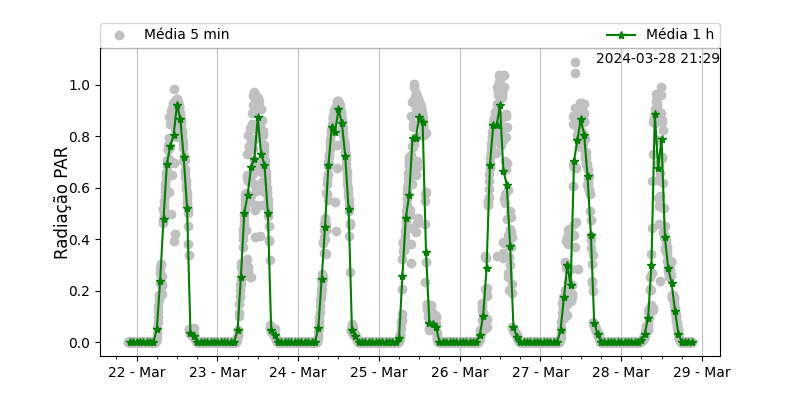 Média 5 min
Média 1 h
2024-03-28 21:29
Radiação PAR
1.0
0.8
0.6
0.4
0.2
0.0
22 - Mar
23 - Mar
24 - Mar
25 - Mar
26 - Mar
27 - Mar
28 - Mar
29 - Mar